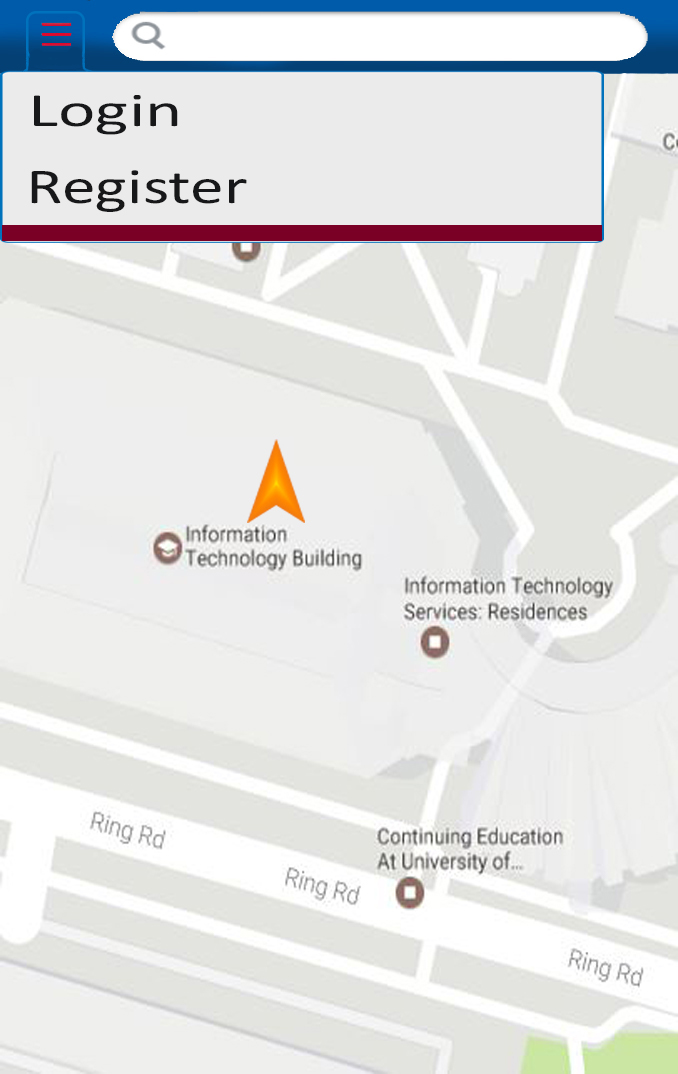 Login
Register
Information
Technology Building
Information Technology
Services: Residences
Continuing Education
At University of...
Ring Rd
Ring Rd
Ring Rd